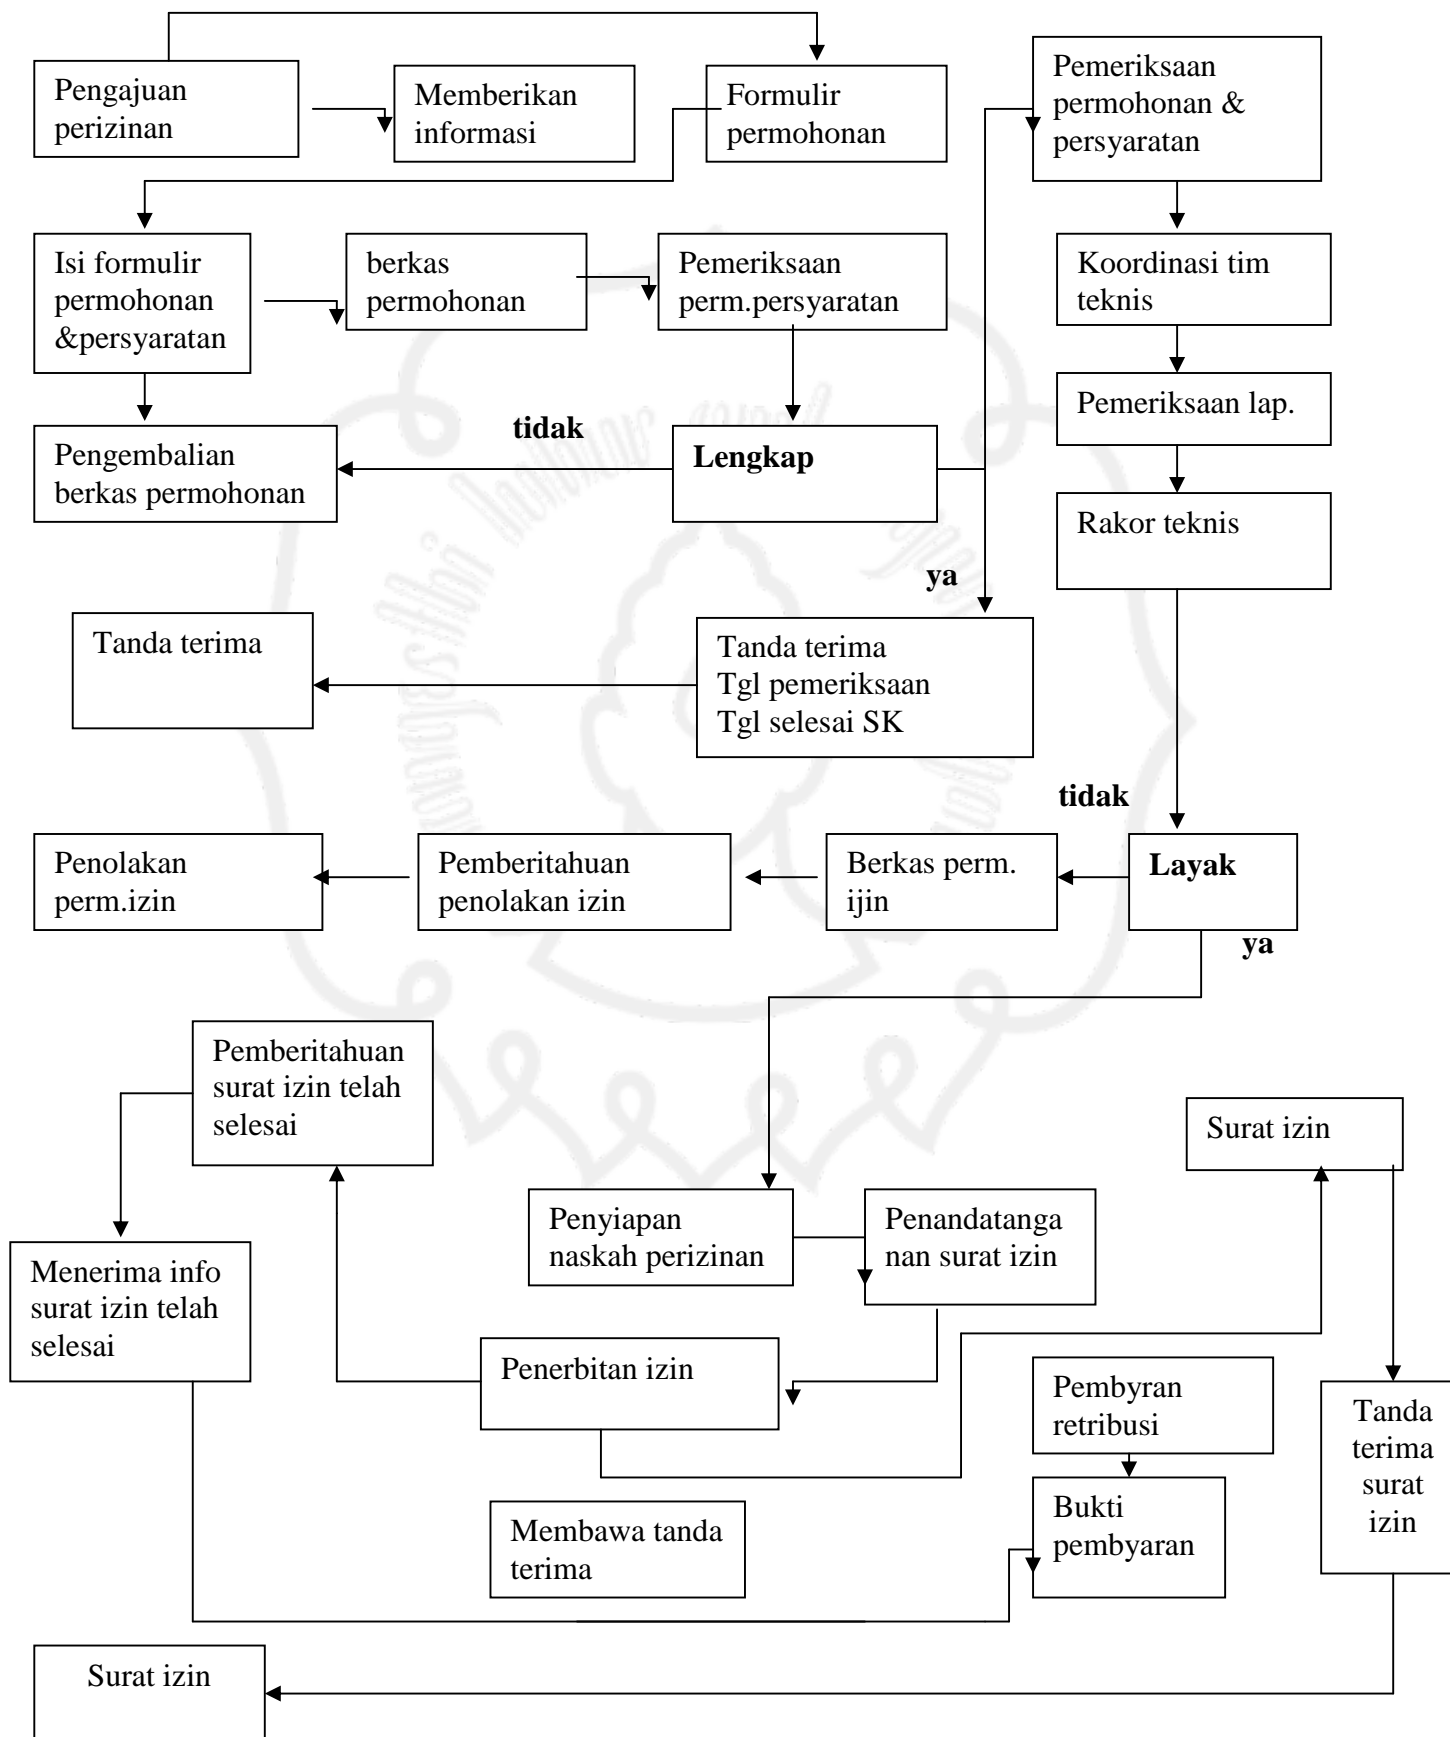 Pengajuan
perizinan
Memberikan
informasi
Formulir
permohonan
Pemeriksaan
permohonan &
persyaratan
Isi formulir
permohonan
&persyaratan
berkas
permohonan
Pemeriksaan
perm.persyaratan
Koordinasi tim
teknis
Pemeriksaan lap.
tidak
Pengembalian
berkas permohonan
Lengkap
Rakor teknis
ya
Tanda terima
Tanda terima
Tgl pemeriksaan
Tgl selesai SK
tidak
Penolakan
perm.izin
Pemberitahuan
penolakan izin
Berkas perm.
ijin
Layak
ya
Pemberitahuan
surat izin telah
selesai
Surat izin
Penyiapan
naskah perizinan
Penandatanga
nan surat izin
Menerima info
surat izin telah
selesai
Penerbitan izin
Pembyran
retribusi
Tanda
terima
surat
izin
Bukti
pembyaran
Membawa tanda
terima
Surat izin